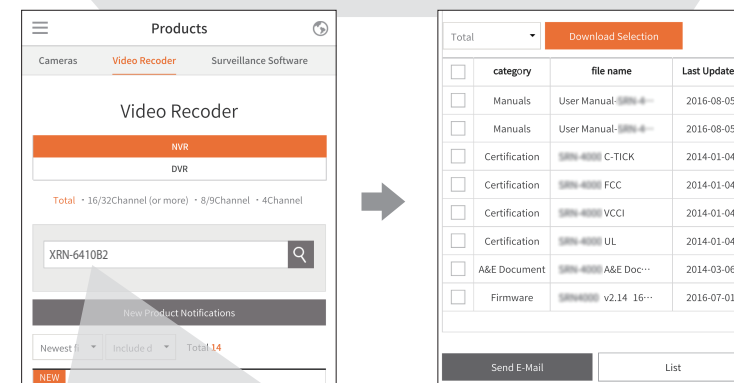 Products
Cameras Video Recoder Surveillance Software
Video Recoder
NVR
DVR
Total • 16/32Channel (or more) • 8/9Channel • 4Channel
XRN-6410B2
New Product Notifications
Newest fi Include d Total 14
NEW
Total Download Selection
category file name Last Update
Manuals User Manual- 2016-08-05
Manuals User Manual- 2016-08-05
Certification C-TICK 2014-01-04
Certification FCC 2014-01-04
Certification VCCI 2014-01-04
Certification UL 2014-01-04
A&E Document A&E Doc··· 2014-03-06
Firmware v2.14 16··· 2016-07-01
Send E-Mail List